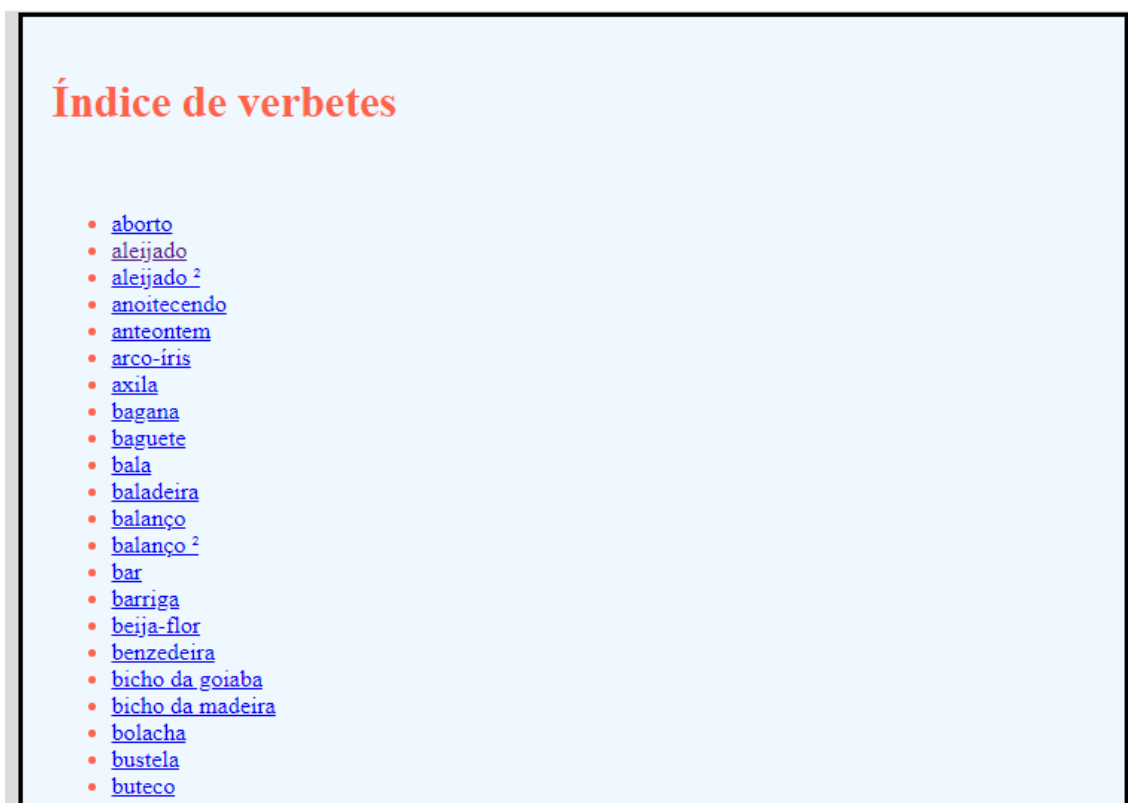 Índice de verbetes
aborto
aleijado
aleijado ²
anoitecendo
anteontem
arco-íris
axila
bagana
baguete
bala
baladeira
balanço
balanço ²
bar
barriga
beija-flor
benzedeira
bicho da goiaba
bicho da madeira
bolacha
bustela
buteco